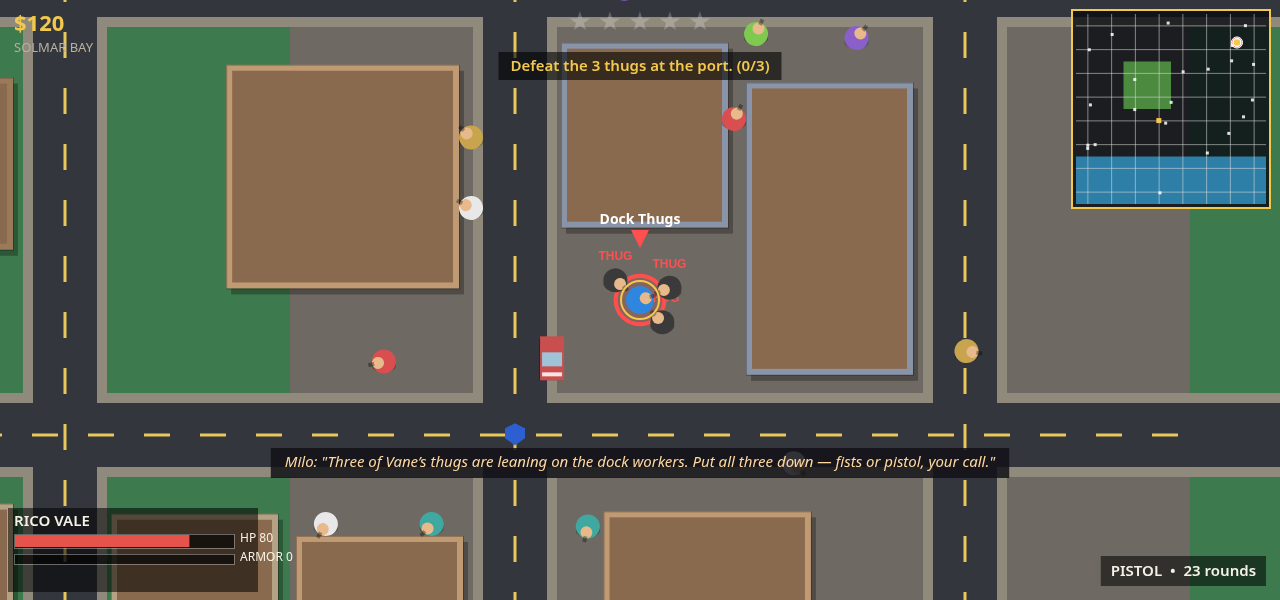 $120
SOLMAR BAY
★★★★★
Defeat the 3 thugs at the port. (0/3)
Dock Thugs
THUG
THUG
Milo: "Three of Vane's thugs are leaning on the dock workers. Put all three down — fists or pistol, your call."
RICO VALE
HP 80
ARMOR 0
PISTOL • 23 rounds